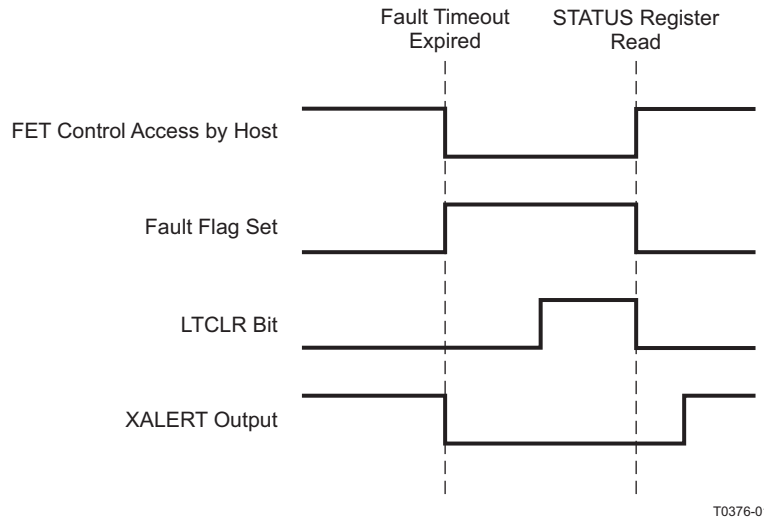 Fault Timeout
Expired
STATUS Register
Read
FET Control Access by Host
Fault Flag Set
LTCLR Bit
XALERT Output
T0376-0